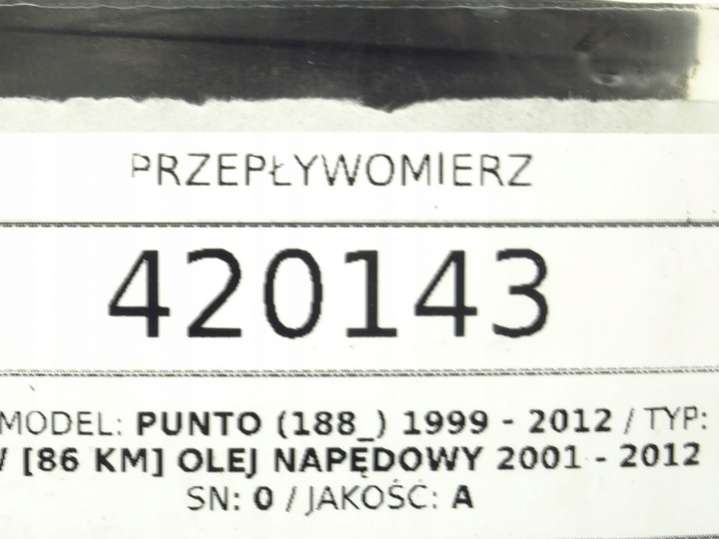 PRZEPŁYWOMIERZ
420143
MODEL: PUNTO (188_) 1999 - 2012 / TYP:
[86 KM] OLEJ NAPĘDOWY 2001 - 2012
SN: 0 / JAKOŚĆ: A